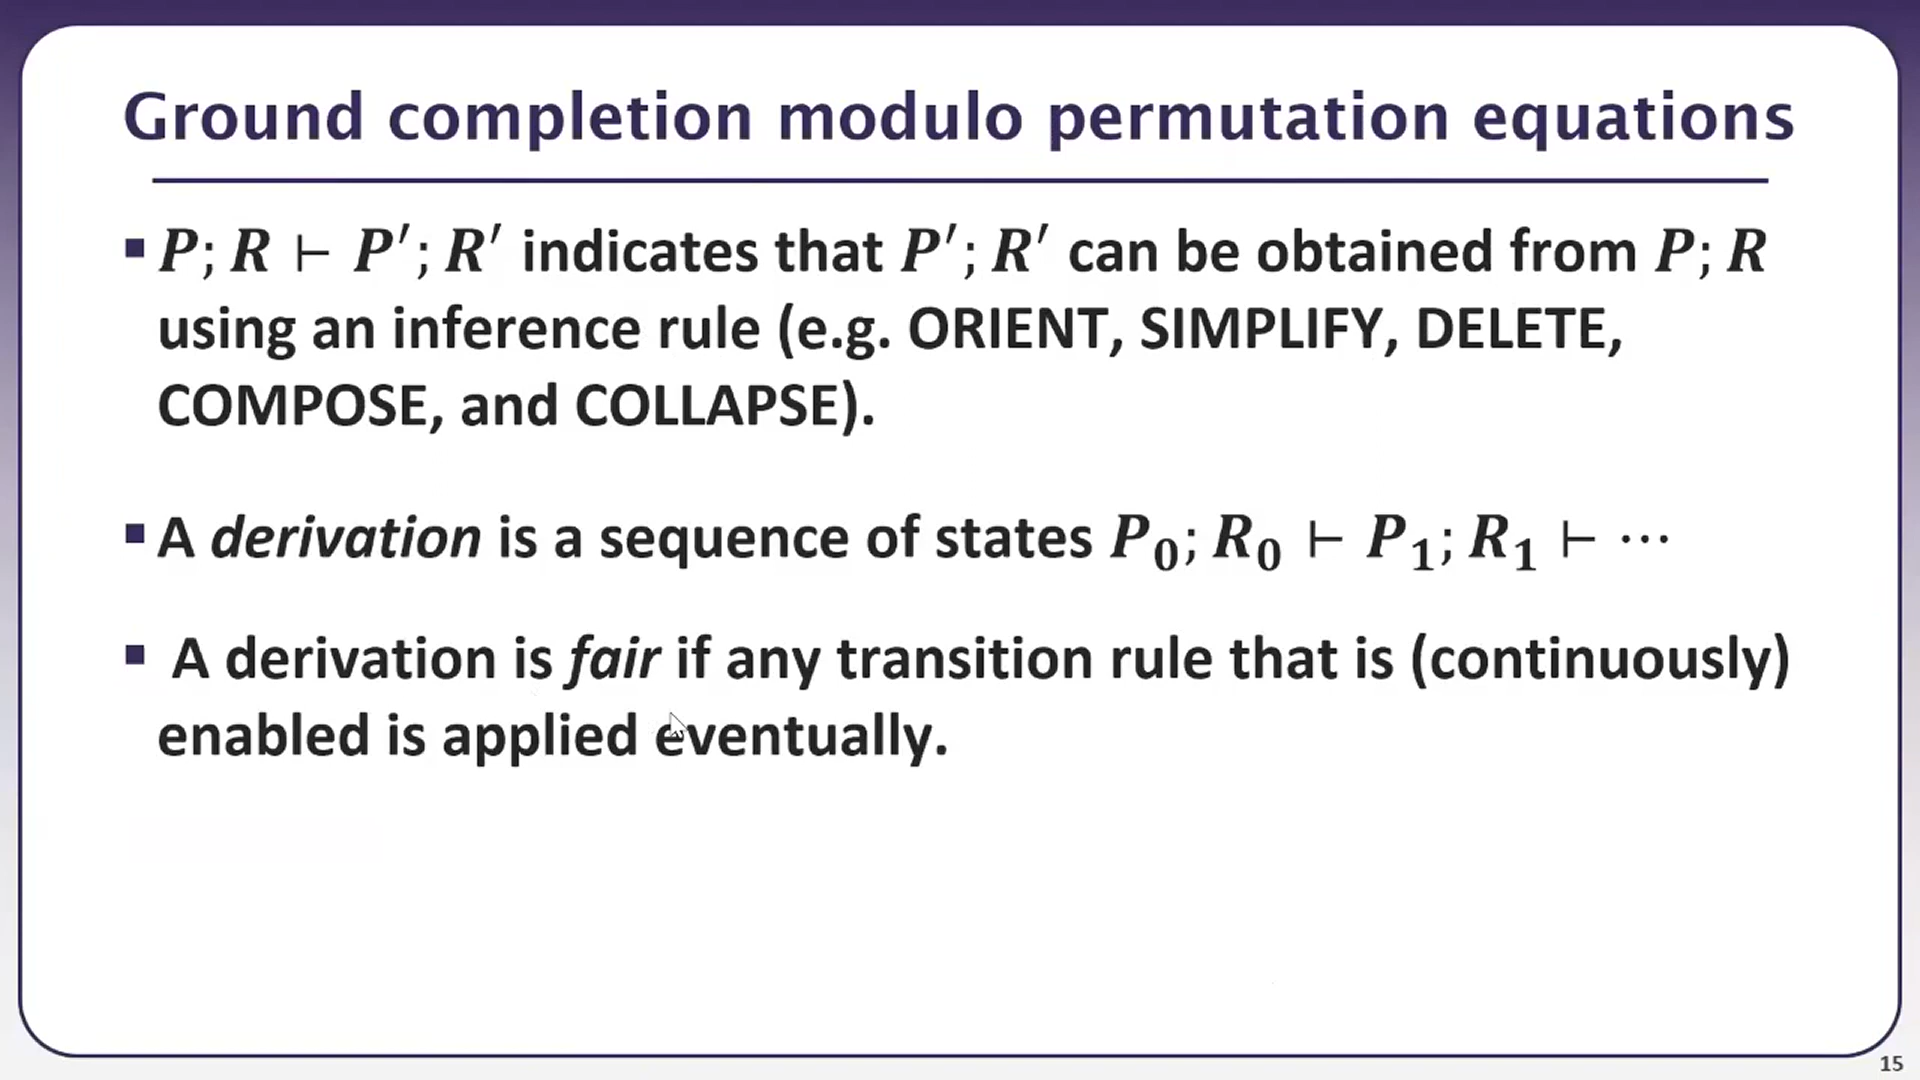 Ground completion modulo permutation equations
▪ P; R ⊢ P′; R′ indicates that P′; R′ can be obtained from P; R
using an inference rule (e.g. ORIENT, SIMPLIFY, DELETE,
COMPOSE, and COLLAPSE).
▪ A derivation is a sequence of states P₀; R₀ ⊢ P₁; R₁ ⊢ ⋯
▪ A derivation is fair if any transition rule that is (continuously)
enabled is applied eventually.
15